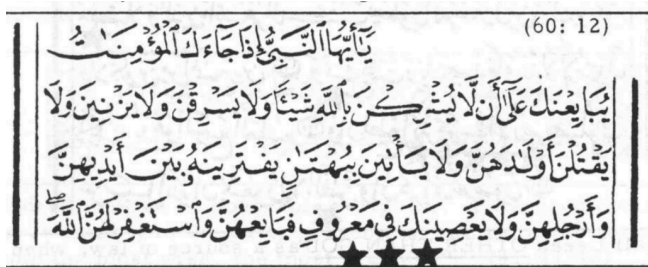 (60: 12)
يَٰٓأَيُّهَا ٱلنَّبِىُّ إِذَا جَآءَكَ ٱلْمُؤْمِنَٰتُ
يُبَايِعْنَكَ عَلَىٰٓ أَن لَّا يُشْرِكْنَ بِٱللَّهِ شَيْـًٔا وَلَا يَسْرِقْنَ وَلَا يَزْنِينَ وَلَا
يَقْتُلْنَ أَوْلَٰدَهُنَّ وَلَا يَأْتِينَ بِبُهْتَٰنٍ يَفْتَرِينَهُۥ بَيْنَ أَيْدِيهِنَّ
وَأَرْجُلِهِنَّ وَلَا يَعْصِينَكَ فِى مَعْرُوفٍ فَبَايِعْهُنَّ وَٱسْتَغْفِرْ لَهُنَّ ٱللَّهَ ۖ